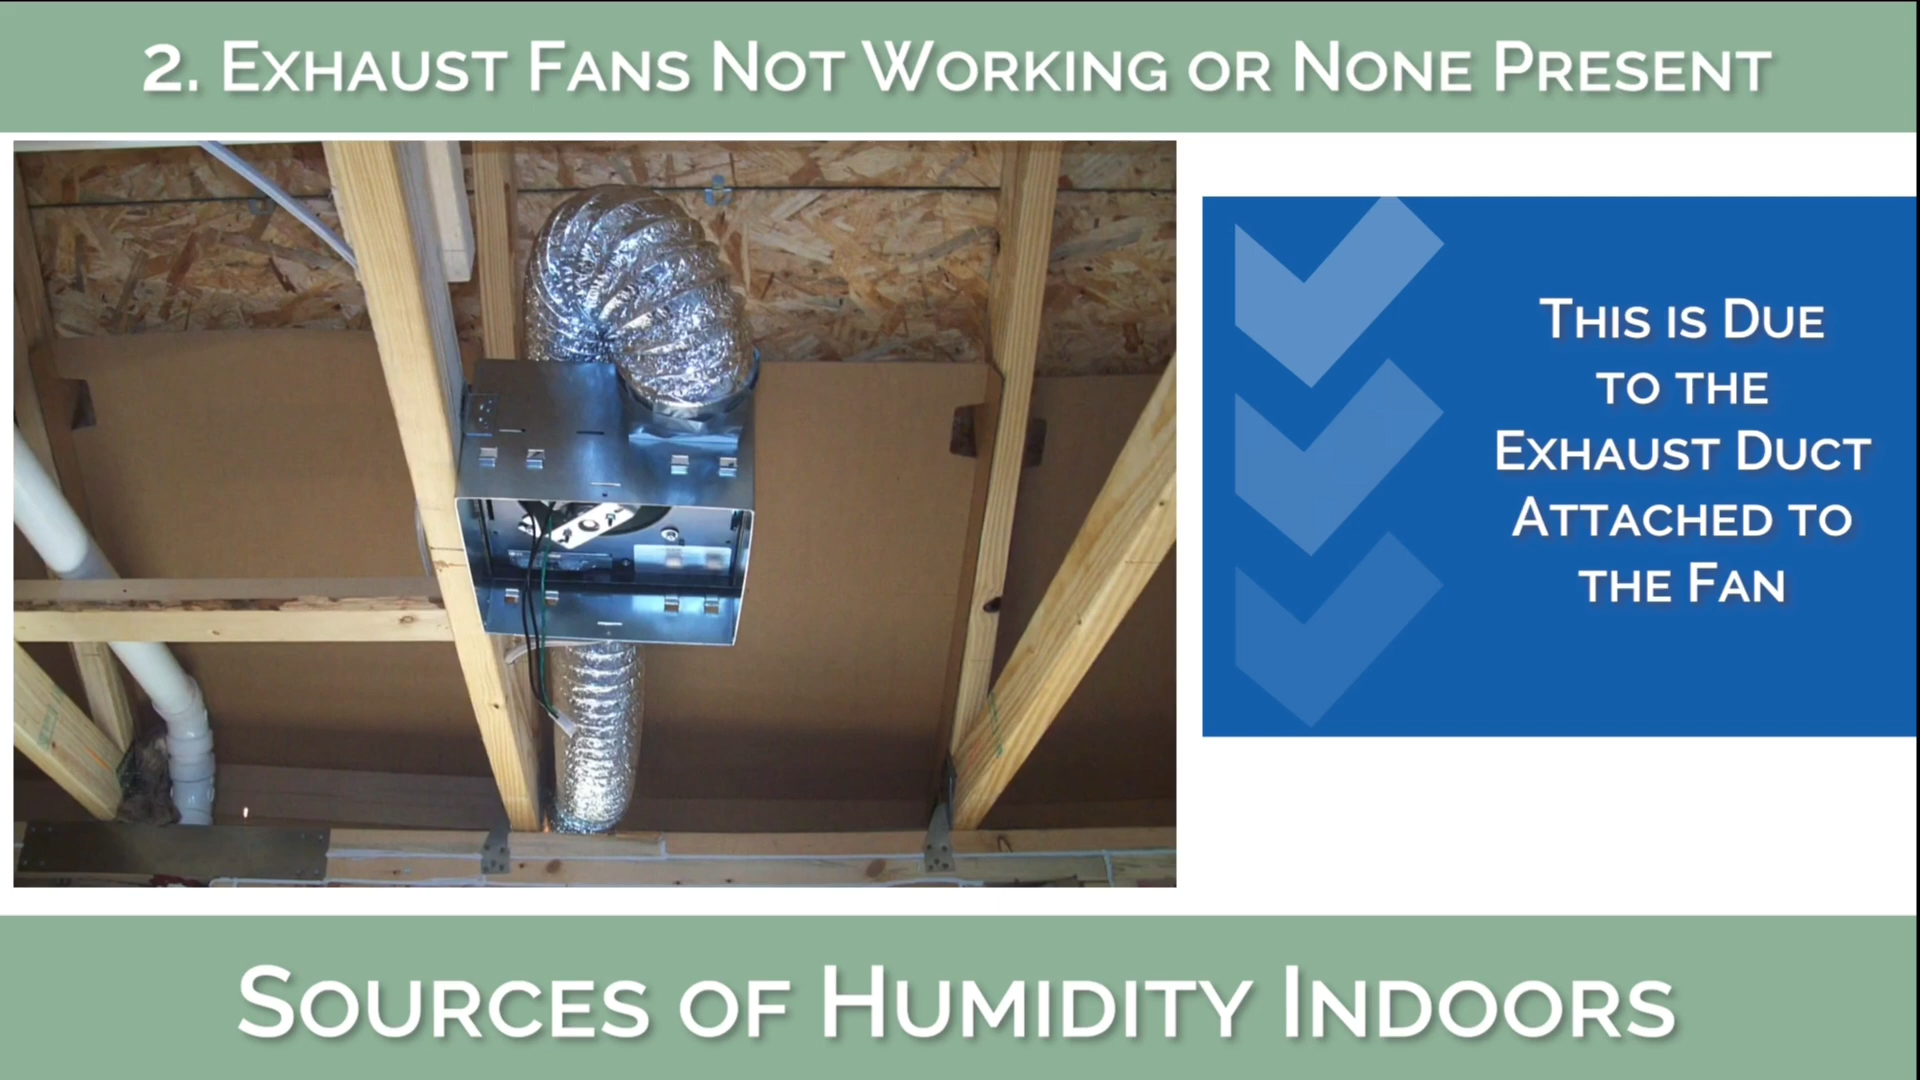 2. Exhaust Fans Not Working or None Present
This is Due
to the
Exhaust Duct
Attached to
the Fan
Sources of Humidity Indoors